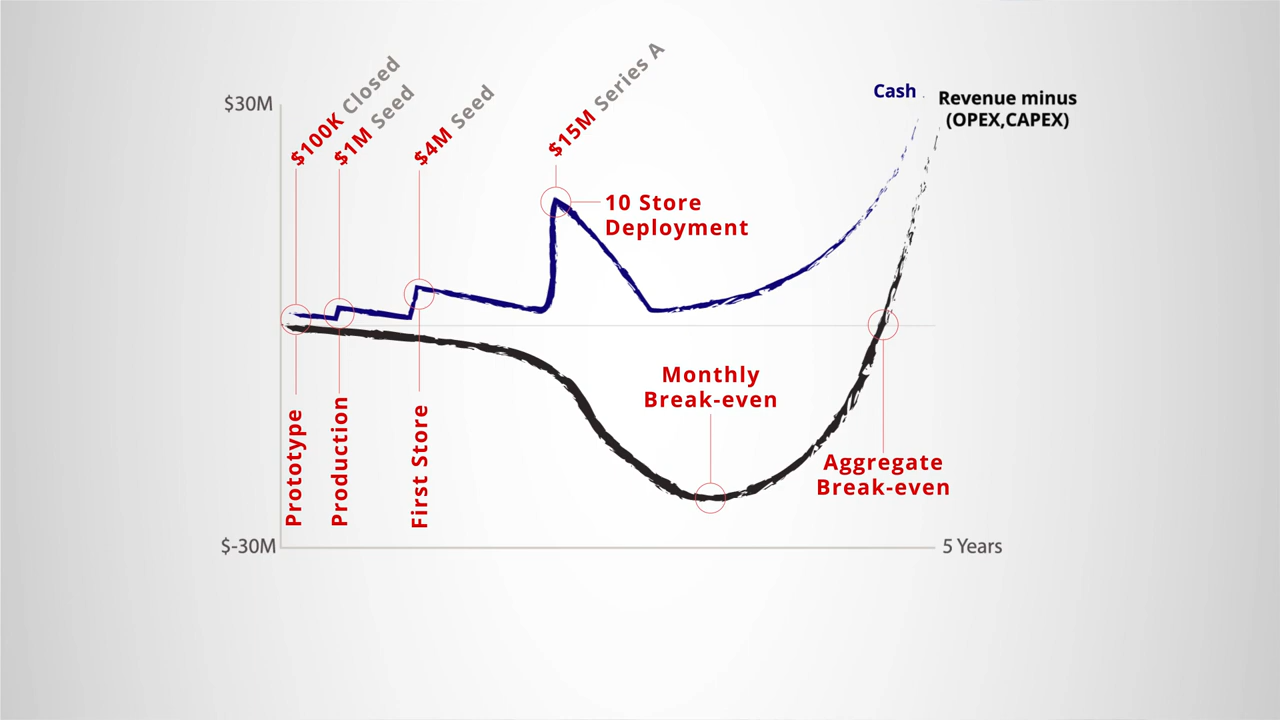 $100K Closed
$1M Seed
$4M Seed
$15M Series A
Cash
Revenue minus
(OPEX,CAPEX)
$30M
10 Store
Deployment
Monthly
Break-even
Prototype
Production
First Store
Aggregate
Break-even
$-30M
5 Years